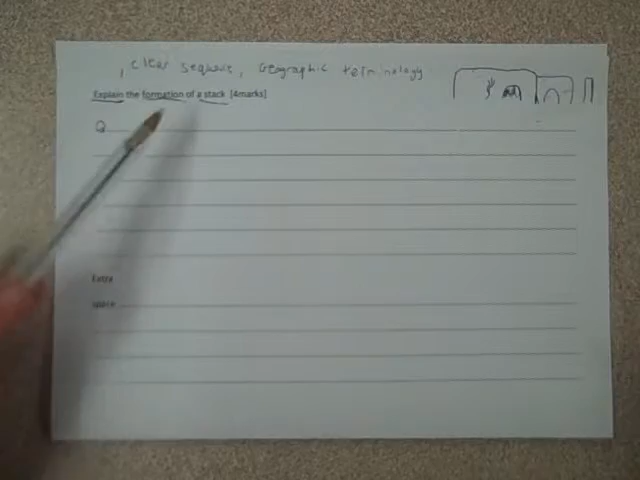 , clear sequence, Geographic terminology
Explain the formation of a stack [4marks]
Q
Extra
space